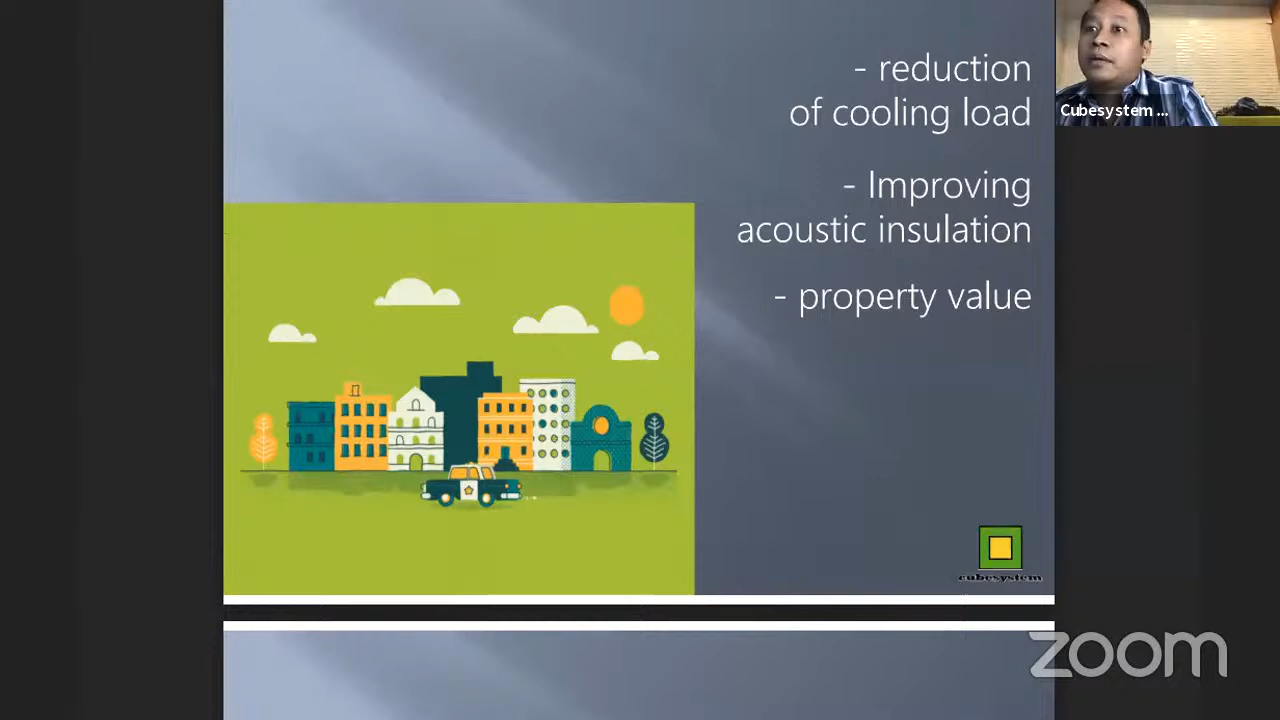 - reduction
of cooling load
- Improving
acoustic insulation
- property value
Cubesystem ...
cubesystem
zoom